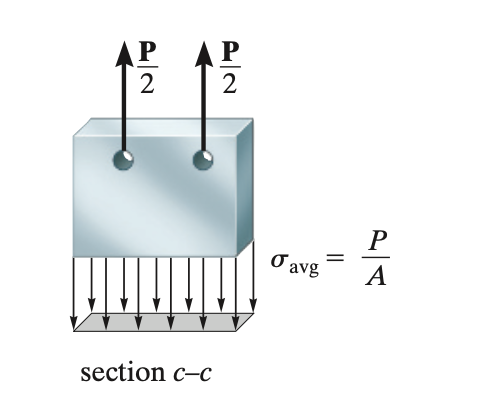 P/2 P/2
σavg = P/A
section c–c